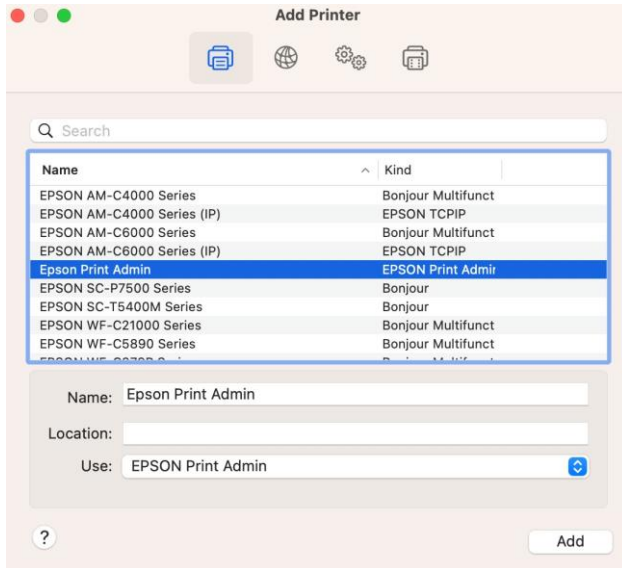 Add Printer
Search
Name Kind
EPSON AM-C4000 Series Bonjour Multifunct
EPSON AM-C4000 Series (IP) EPSON TCPIP
EPSON AM-C6000 Series Bonjour Multifunct
EPSON AM-C6000 Series (IP) EPSON TCPIP
Epson Print Admin EPSON Print Admin
EPSON SC-P7500 Series Bonjour
EPSON SC-T5400M Series Bonjour
EPSON WF-C21000 Series Bonjour Multifunct
EPSON WF-C5890 Series Bonjour Multifunct
Name: Epson Print Admin
Location:
Use: EPSON Print Admin
? Add